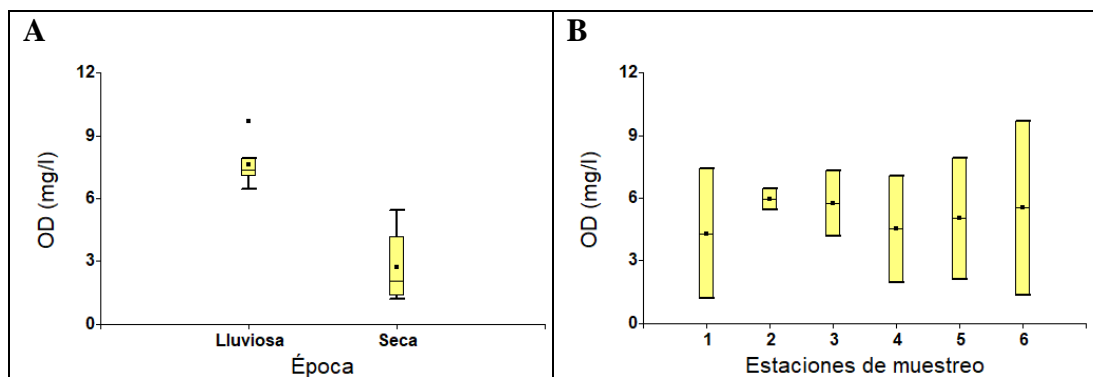 A
12
9
6
3
0
OD (mg/l)
Lluviosa Seca
Época
B
12
9
6
3
0
OD (mg/l)
1 2 3 4 5 6
Estaciones de muestreo